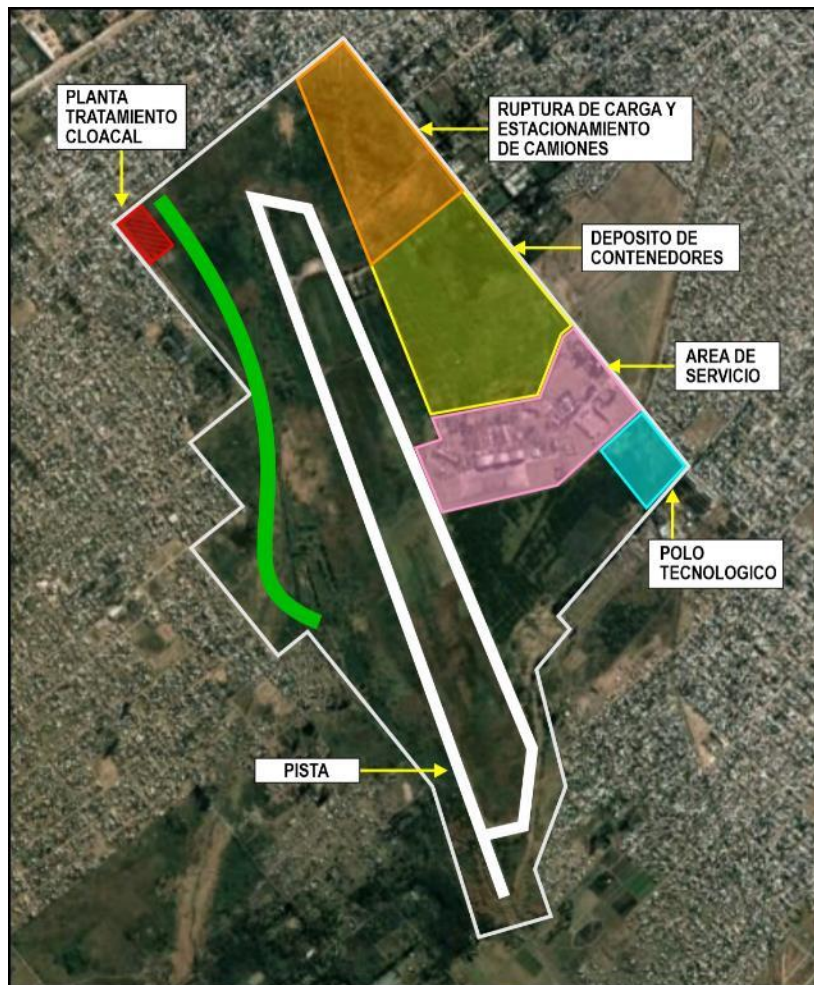 PLANTA
TRATAMIENTO
CLOACAL
RUPTURA DE CARGA Y
ESTACIONAMIENTO
DE CAMIONES
DEPOSITO DE
CONTENEDORES
AREA DE
SERVICIO
POLO
TECNOLOGICO
PISTA